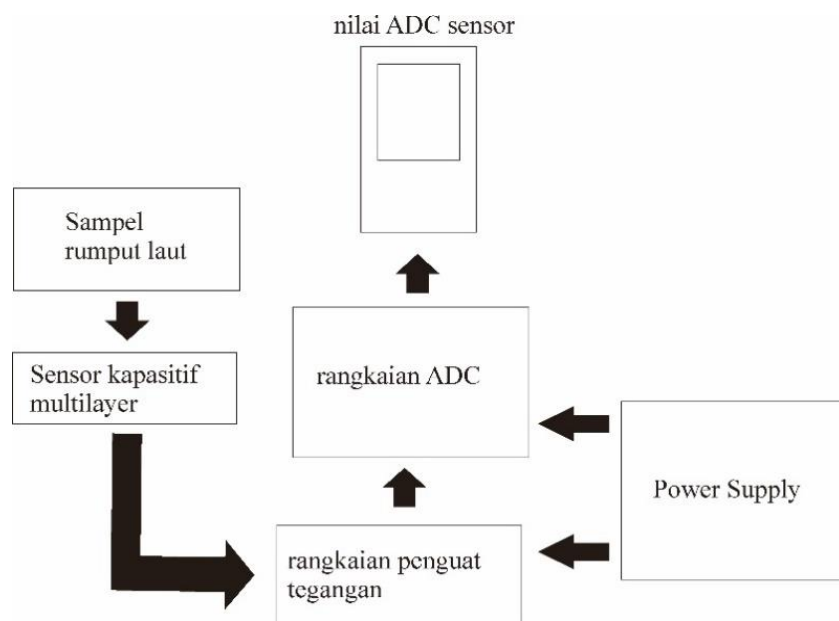 nilai ADC sensor
Sampel
rumput laut
Sensor kapasitif
multilayer
rangkaian ADC
Power Supply
rangkaian penguat
tegangan